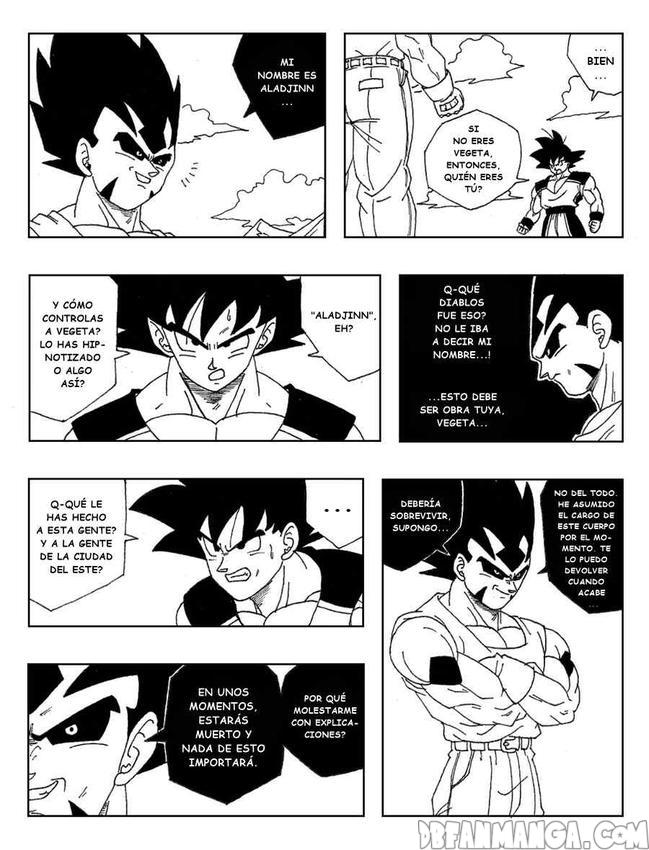 ...
BIEN
...
SI
NO ERES
VEGETA,
ENTONCES,
QUIÉN ERES
TÚ?
MI
NOMBRE ES
ALADJINN
...
Q-QUÉ
DIABLOS
FUE ESO?
NO LE IBA
A DECIR MI
NOMBRE...!
...ESTO DEBE
SER OBRA TUYA,
VEGETA...
"ALADJINN",
EH?
Y CÓMO
CONTROLAS
A VEGETA?
LO HAS HIP-
NOTIZADO
O ALGO
ASÍ?
NO DEL TODO.
HE ASUMIDO
EL CARGO DE
ESTE CUERPO
POR EL MO-
MENTO. TE
LO PUEDO
DEVOLVER
CUANDO
ACABE
...
DEBERÍA
SOBREVIVIR,
SUPONGO...
...
Q-QUÉ LE
HAS HECHO
A ESTA GENTE?
Y A LA GENTE
DE LA CIUDAD
DEL ESTE?
POR QUÉ
MOLESTARME
CON EXPLICA-
CIONES?
EN UNOS
MOMENTOS,
ESTARÁS
MUERTO Y
NADA DE ESTO
IMPORTARÁ.
DBFANMANGA.COM